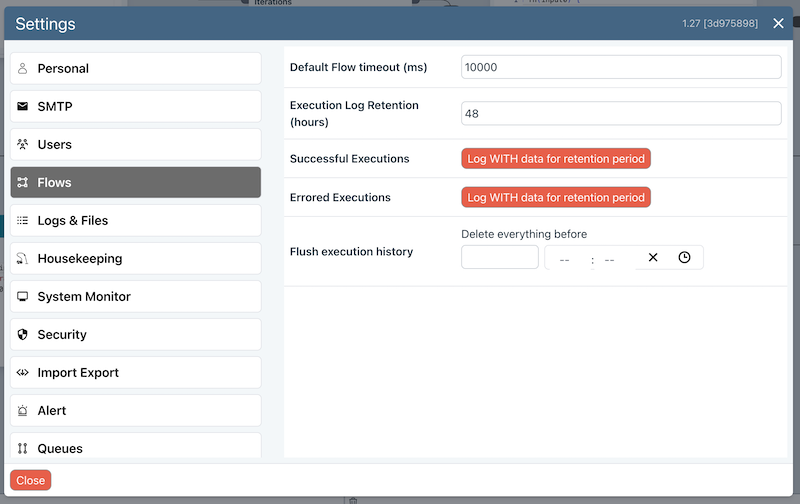 Iterations
Settings
1.27 [3d975898]
Personal
SMTP
Users
Flows
Logs & Files
Housekeeping
System Monitor
Security
Import Export
Alert
Queues
Default Flow timeout (ms)
10000
Execution Log Retention
(hours)
48
Successful Executions
Log WITH data for retention period
Errored Executions
Log WITH data for retention period
Flush execution history
Delete everything before
-- : --
Close